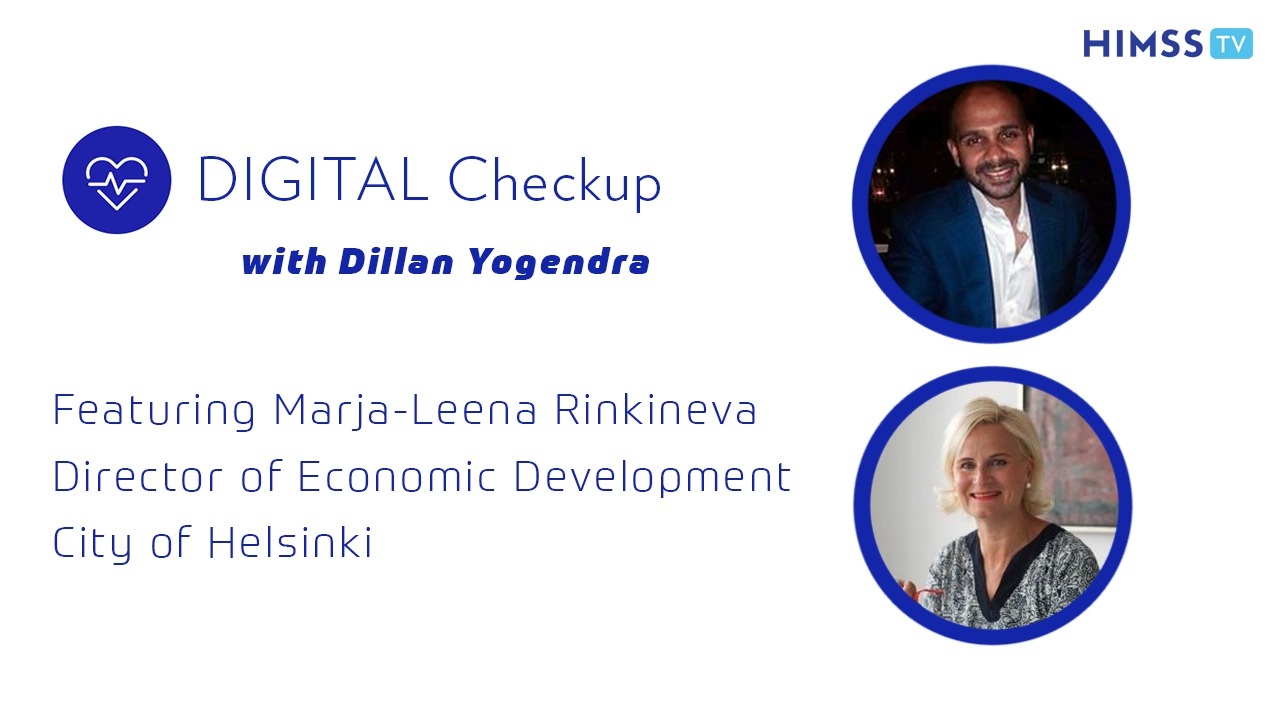 HIMSS TV
DIGITAL Checkup
with Dillan Yogendra
Featuring Marja-Leena Rinkineva
Director of Economic Development
City of Helsinki